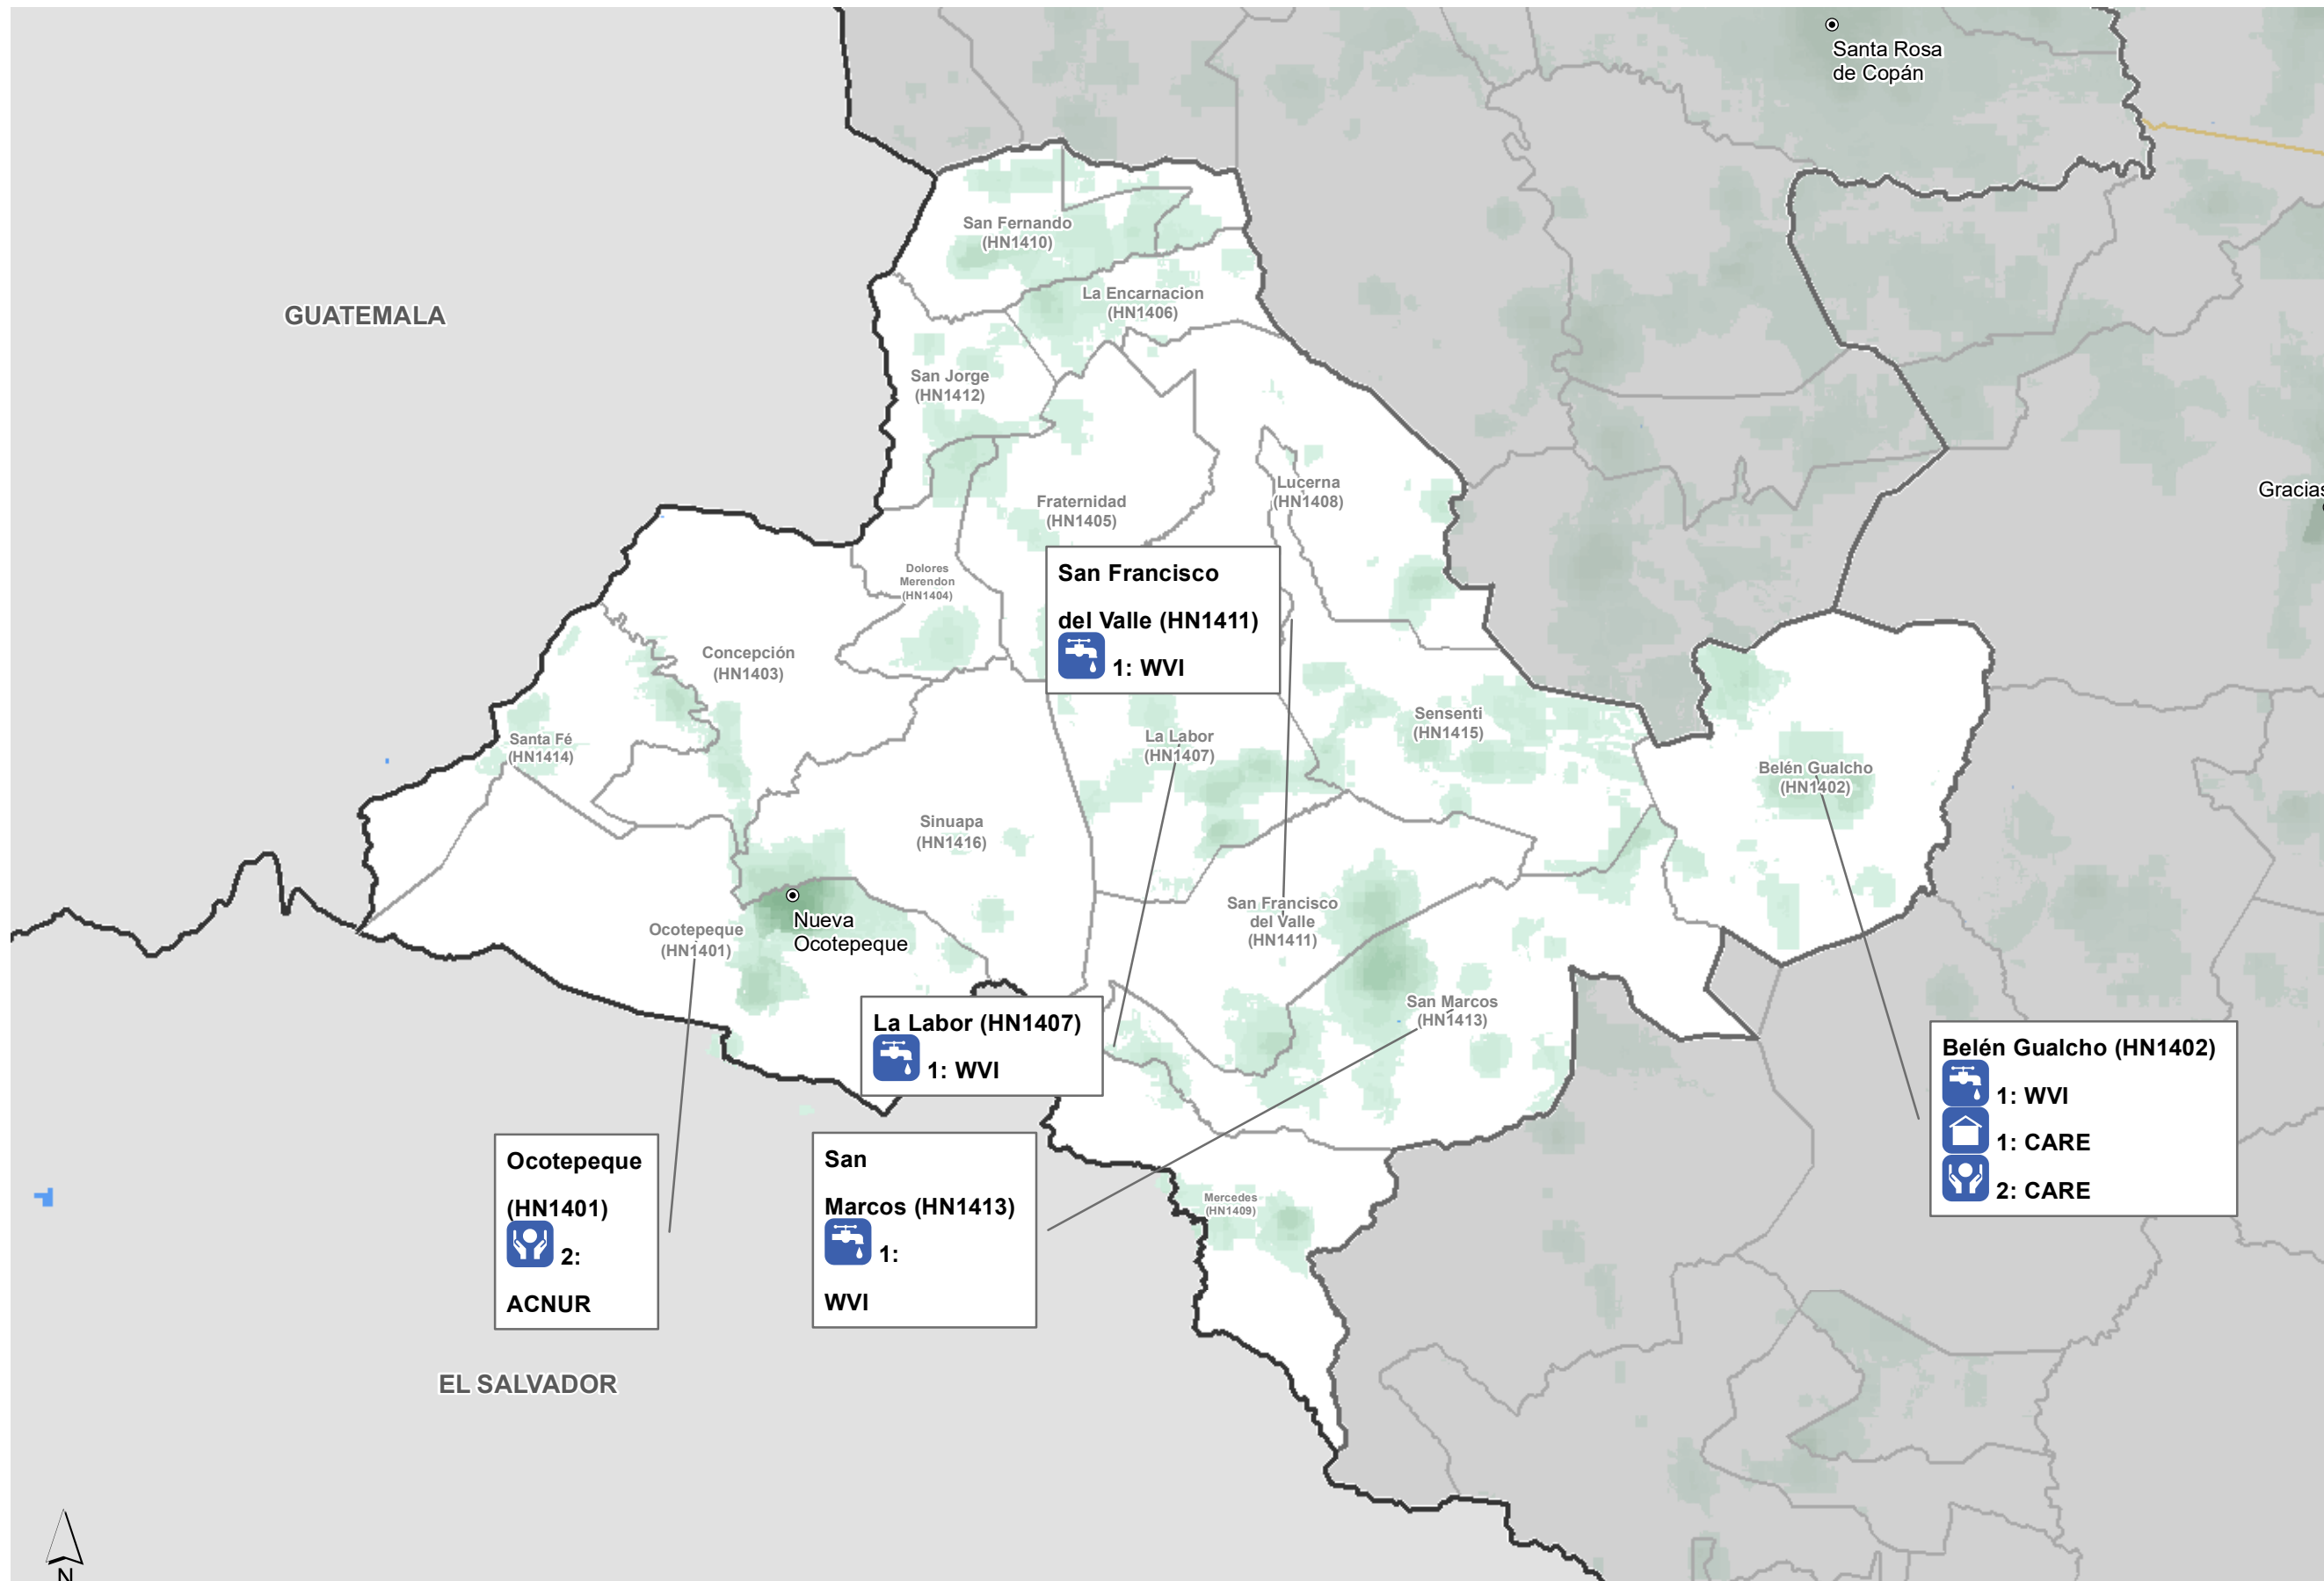 Santa Rosa
de Copán
San Fernando
(HN1410)
GUATEMALA
La Encarnacion
(HN1406)
San Jorge
(HN1412)
Lucerna
(HN1408)
Gracias
Fraternidad
(HN1405)
Dolores
Merendon
(HN1404)
San Francisco
del Valle (HN1411)
1: WVI
Concepción
(HN1403)
Santa Fé
(HN1414)
La Labor
(HN1407)
Sensenti
(HN1415)
Belén Gualcho
(HN1402)
Sinuapa
(HN1416)
Nueva
Ocotepeque
Ocotepeque
(HN1401)
San Francisco
del Valle
(HN1411)
San Marcos
(HN1413)
La Labor (HN1407)
1: WVI
Belén Gualcho (HN1402)
1: WVI
1: CARE
2: CARE
Ocotepeque
(HN1401)
2:
ACNUR
San
Marcos (HN1413)
1:
WVI
Mercedes
(HN1409)
EL SALVADOR
N